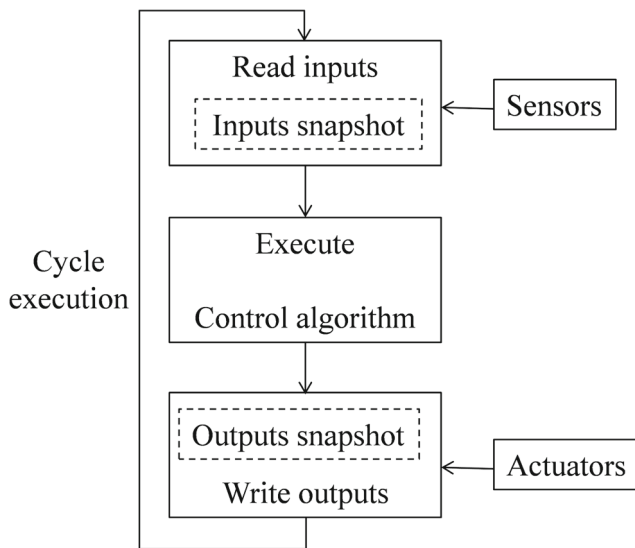 Read inputs
Inputs snapshot
Sensors
Execute
Cycle
execution
Control algorithm
Outputs snapshot
Write outputs
Actuators